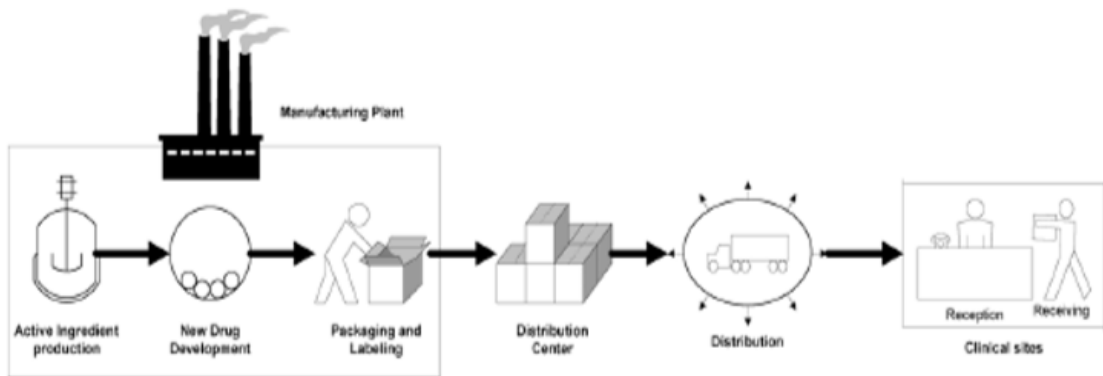 Manufacturing Plant
Active Ingredient
production
New Drug
Development
Packaging and
Labeling
Distribution
Center
Distribution
Reception
Receiving
Clinical sites